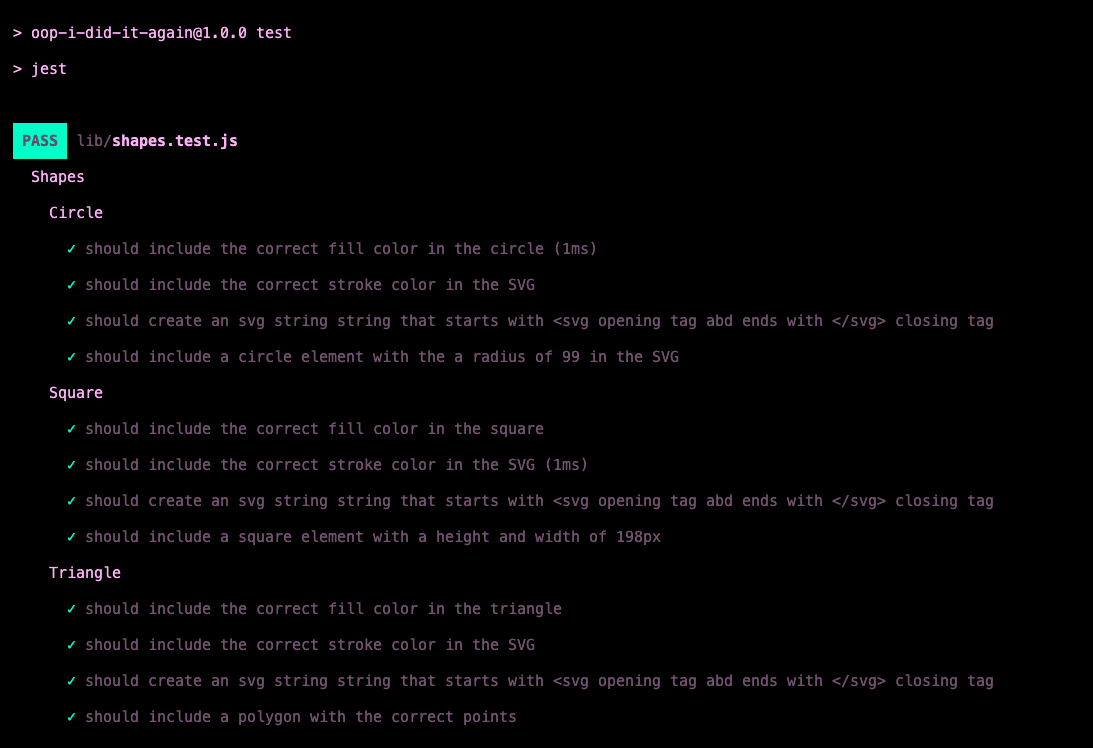 > oop-i-did-it-again@1.0.0 test
> jest
PASS lib/shapes.test.js
Shapes
Circle
✓ should include the correct fill color in the circle (1ms)
✓ should include the correct stroke color in the SVG
✓ should create an svg string string that starts with <svg opening tag abd ends with </svg> closing tag
✓ should include a circle element with the a radius of 99 in the SVG
Square
✓ should include the correct fill color in the square
✓ should include the correct stroke color in the SVG (1ms)
✓ should create an svg string string that starts with <svg opening tag abd ends with </svg> closing tag
✓ should include a square element with a height and width of 198px
Triangle
✓ should include the correct fill color in the triangle
✓ should include the correct stroke color in the SVG
✓ should create an svg string string that starts with <svg opening tag abd ends with </svg> closing tag
✓ should include a polygon with the correct points